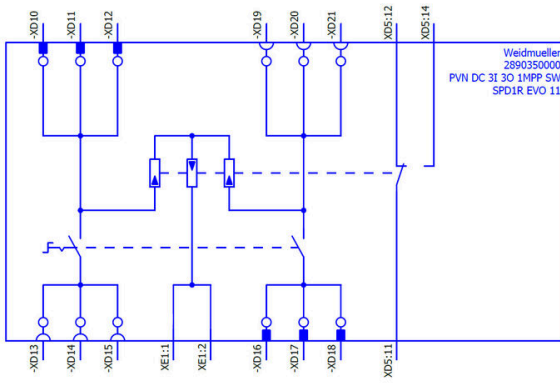 -XD10
-XD11
-XD12
-XD19
-XD20
-XD21
XD5:12
XD5:14
Weidmueller
2890350000
PVN DC 3I 3O 1MPP SW
SPD1R EVO 11
-XD13
-XD14
-XD15
XE1:1
XE1:2
-XD16
-XD17
-XD18
XD5:11